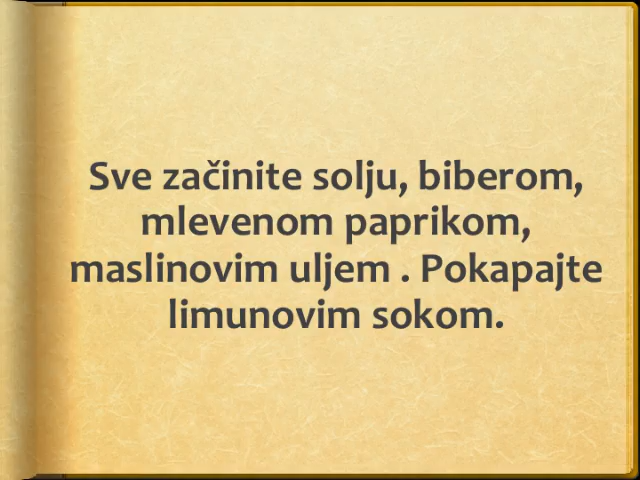 Sve začinite solju, biberom,
mlevenom paprikom,
maslinovim uljem . Pokapajte
limunovim sokom.